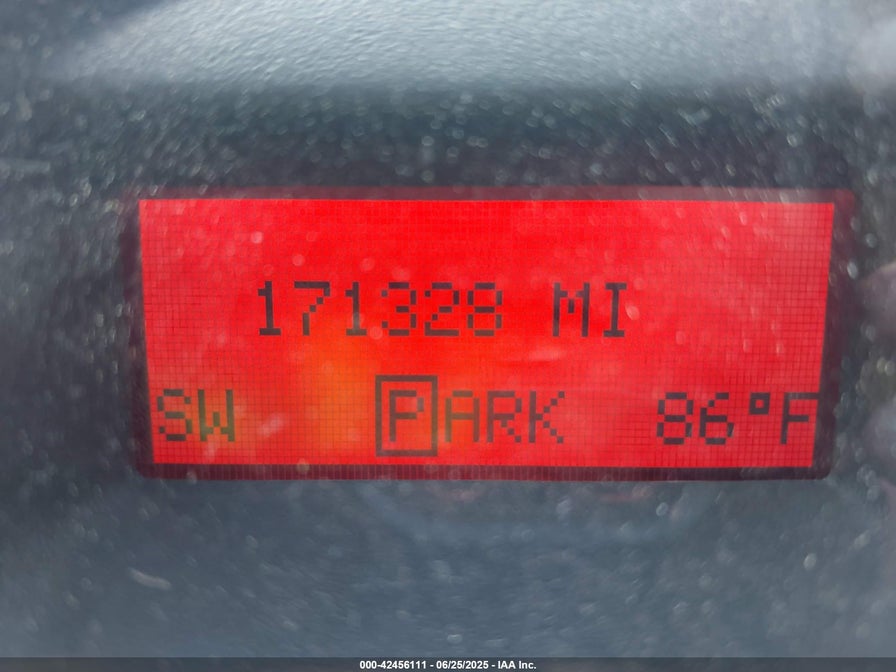 171328 MI
SW PARK 86°F
000-42456111 - 06/25/2025 - IAA Inc.